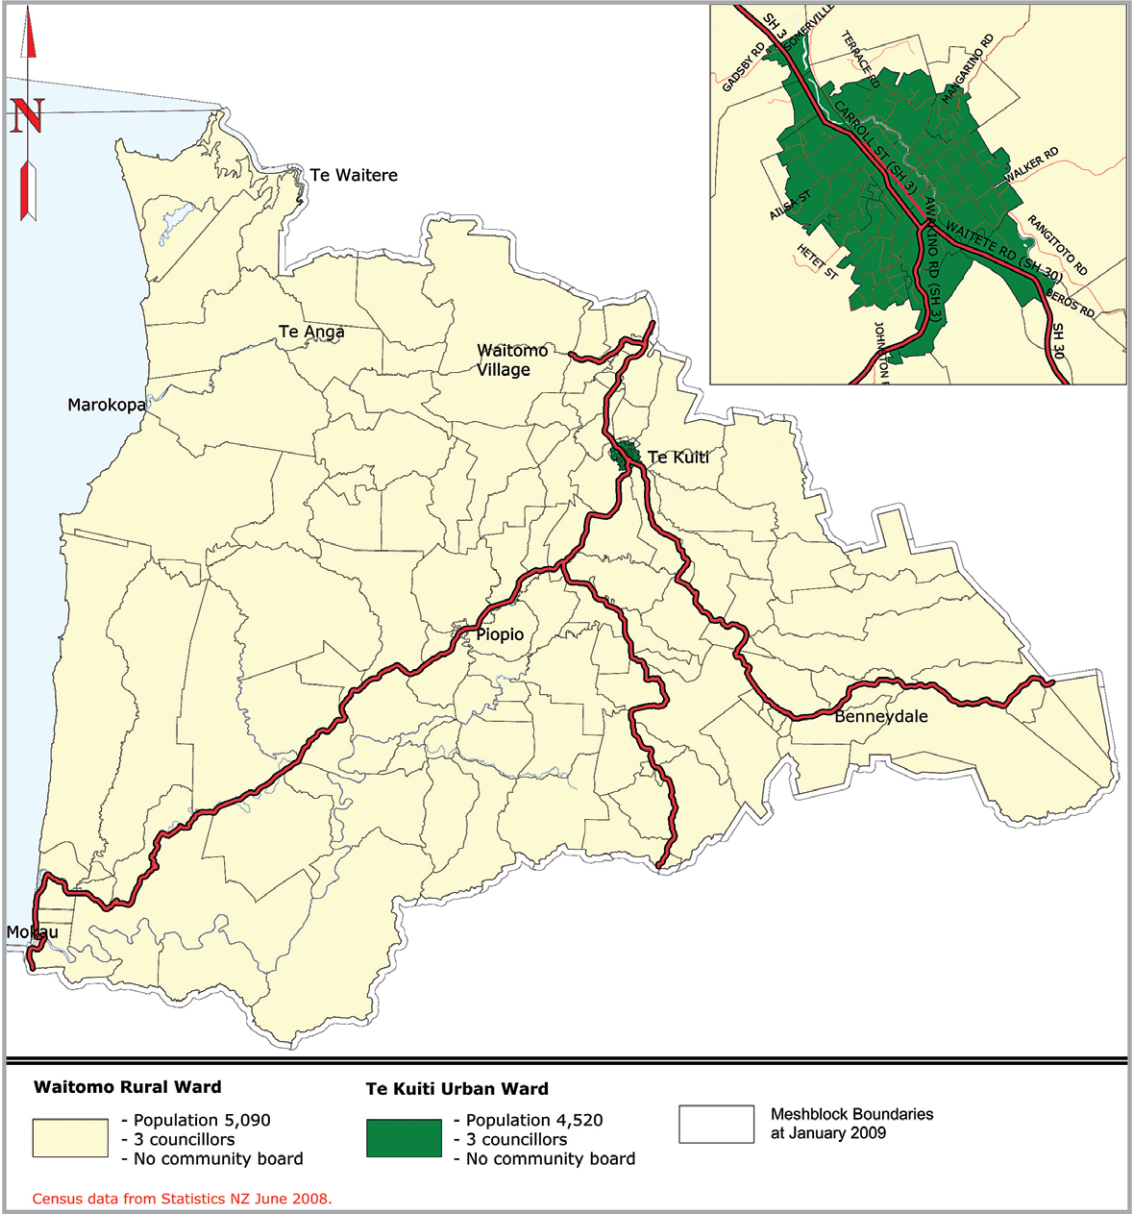 N
Te Waitere
Te Anga
Waitomo
Village
Marokopa
Te Kuiti
Piopio
Benneydale
Mokau
SH 3
SOMERVILLE
GADSBY RD
TERRACE RD
MANGARINO RD
CARROLL ST (SH 3)
WALKER RD
AILSA ST
AWAKINO RD (SH 3)
WAITETE RD (SH 30)
RANGITOTO RD
HETET ST
BEROS RD
SH 30
Waitomo Rural Ward
- Population 5,090
- 3 councillors
- No community board
Te Kuiti Urban Ward
- Population 4,520
- 3 councillors
- No community board
Meshblock Boundaries
at January 2009
Census data from Statistics NZ June 2008.